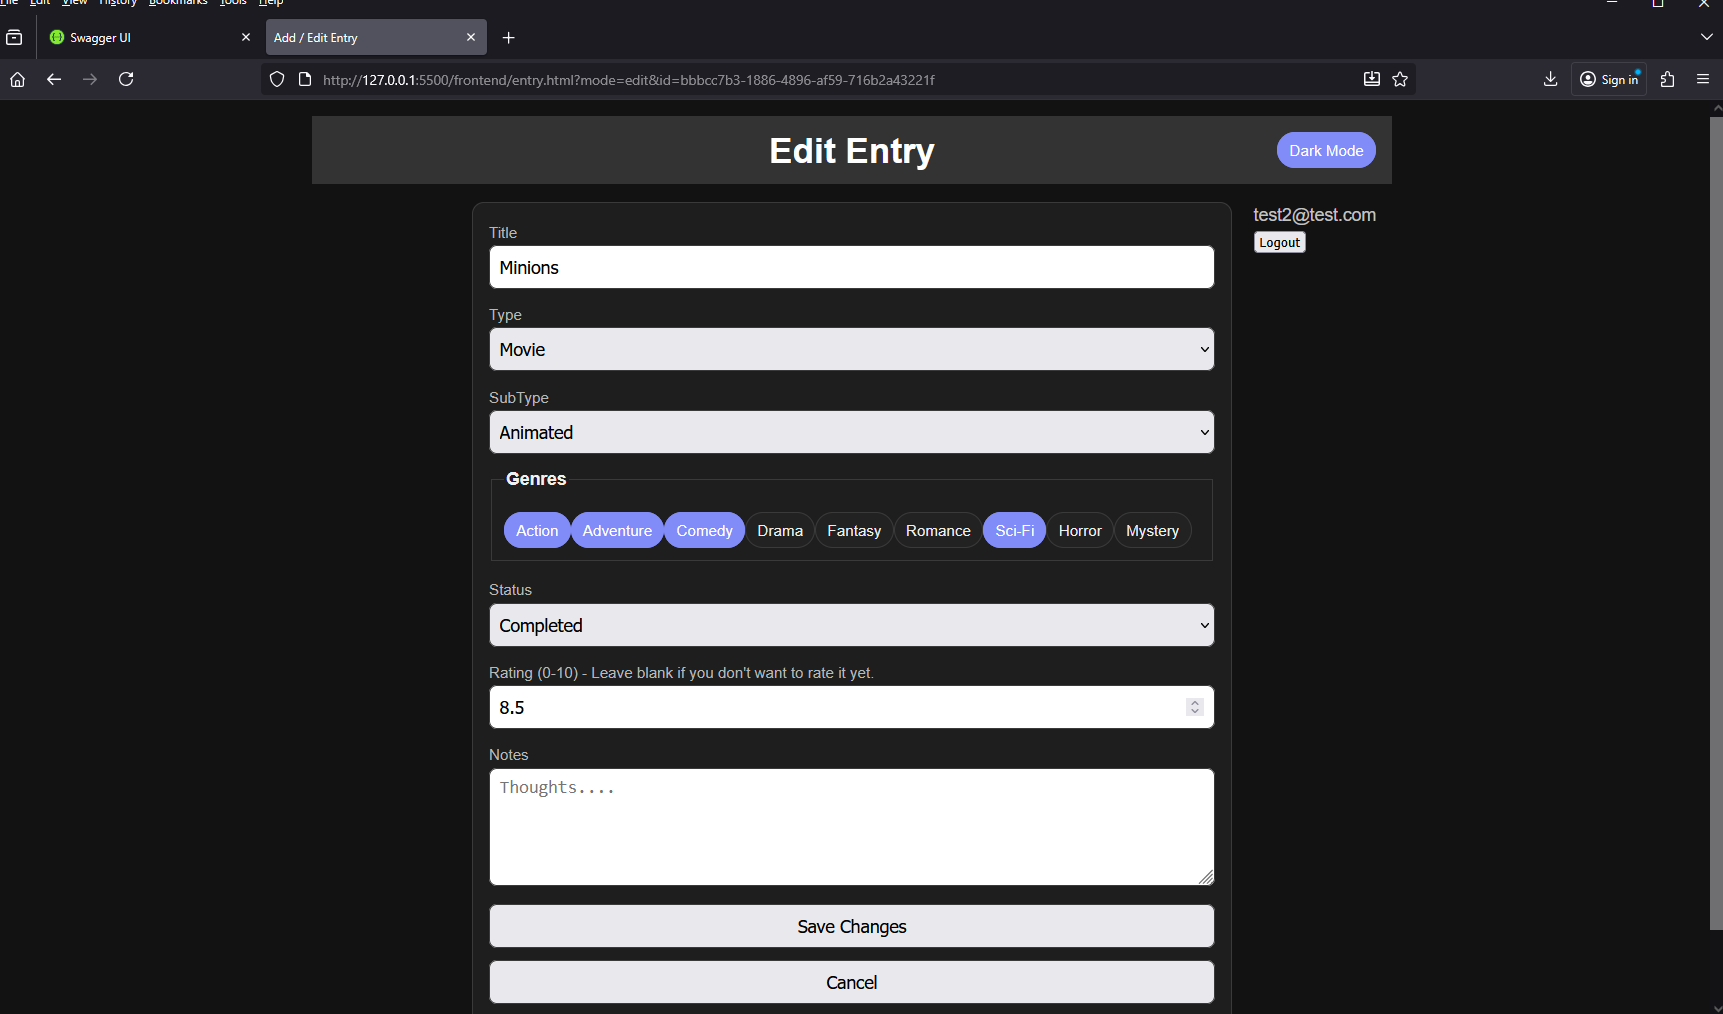 File Edit View History Bookmarks Tools Help
Swagger UI
Add / Edit Entry
http://127.0.0.1:5500/frontend/entry.html?mode=edit&id=bbbcc7b3-1886-4896-af59-716b2a43221f
Sign in
Edit Entry
Dark Mode
test2@test.com
Logout
Title
Minions
Type
Movie
SubType
Animated
Genres
Action Adventure Comedy Drama Fantasy Romance Sci-Fi Horror Mystery
Status
Completed
Rating (0-10) - Leave blank if you don't want to rate it yet.
8.5
Notes
Thoughts....
Save Changes
Cancel